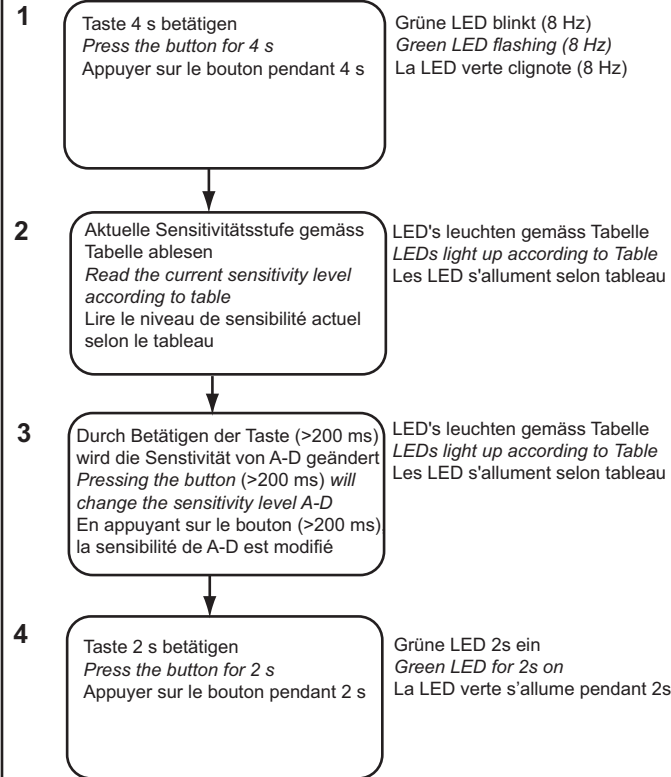 1
Taste 4 s betätigen
Press the button for 4 s
Appuyer sur le bouton pendant 4 s
Grüne LED blinkt (8 Hz)
Green LED flashing (8 Hz)
La LED verte clignote (8 Hz)
2
Aktuelle Sensitivitätsstufe gemäss
Tabelle ablesen
Read the current sensitivity level
according to table
Lire le niveau de sensibilité actuel
selon le tableau
LED's leuchten gemäss Tabelle
LEDs light up according to Table
Les LED s'allument selon tableau
3
Durch Betätigen der Taste (>200 ms)
wird die Senstivität von A-D geändert
Pressing the button (>200 ms) will
change the sensitivity level A-D
En appuyant sur le bouton (>200 ms),
la sensibilité de A-D est modifié
LED's leuchten gemäss Tabelle
LEDs light up according to Table
Les LED s'allument selon tableau
4
Taste 2 s betätigen
Press the button for 2 s
Appuyer sur le bouton pendant 2 s
Grüne LED 2s ein
Green LED for 2s on
La LED verte s’allume pendant 2s